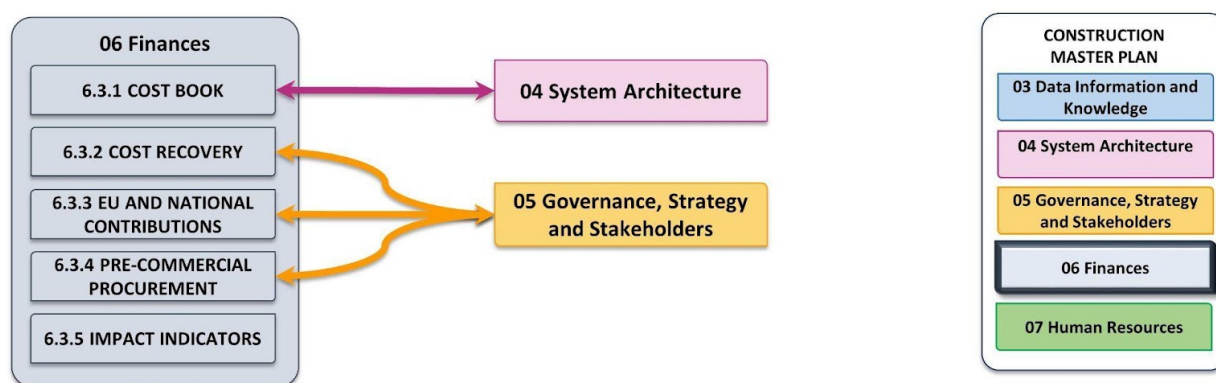 06 Finances
6.3.1 COST BOOK
6.3.2 COST RECOVERY
6.3.3 EU AND NATIONAL
CONTRIBUTIONS
6.3.4 PRE-COMMERCIAL
PROCUREMENT
6.3.5 IMPACT INDICATORS
04 System Architecture
05 Governance, Strategy
and Stakeholders
CONSTRUCTION
MASTER PLAN
03 Data Information and
Knowledge
04 System Architecture
05 Governance, Strategy
and Stakeholders
06 Finances
07 Human Resources